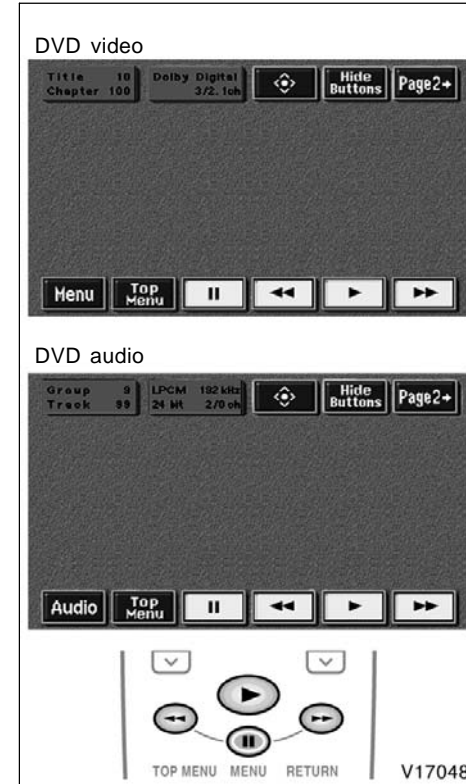 DVD video
Title 10 Dolby Digital Hide Page2
Chapter 100 3/2.1ch Buttons
Menu Top Menu
DVD audio
Group 9 LPCM 192 kHz Hide Page2
Track 99 24 bit 2/0 ch Buttons
Audio Top Menu
TOP MENU MENU RETURN V17048